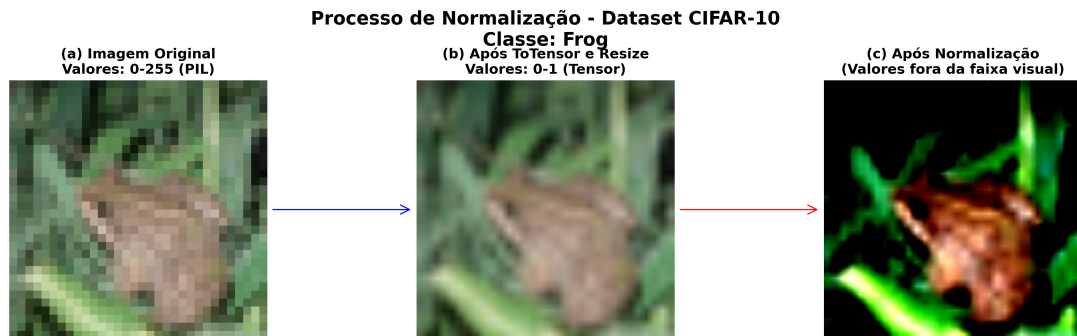 Processo de Normalização - Dataset CIFAR-10
Classe: Frog
(a) Imagem Original
Valores: 0-255 (PIL)
(b) Após ToTensor e Resize
Valores: 0-1 (Tensor)
(c) Após Normalização
(Valores fora da faixa visual)